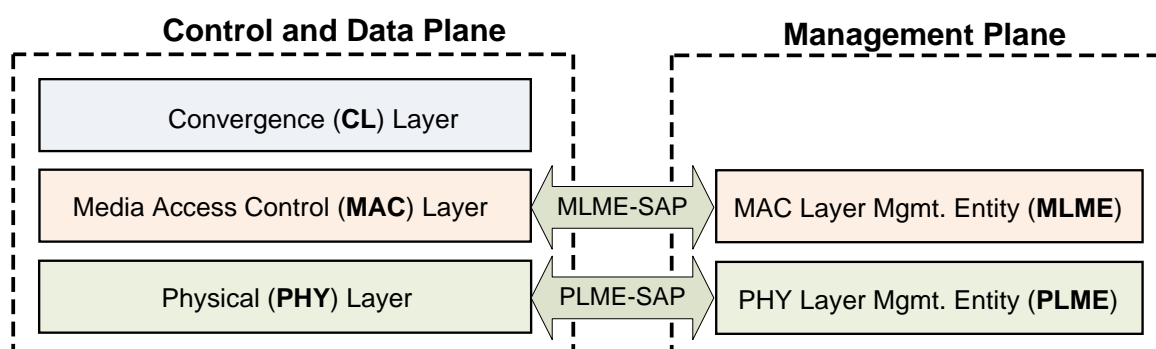 Control and Data Plane
Management Plane
Convergence (CL) Layer
Media Access Control (MAC) Layer
MLME-SAP
MAC Layer Mgmt. Entity (MLME)
Physical (PHY) Layer
PLME-SAP
PHY Layer Mgmt. Entity (PLME)